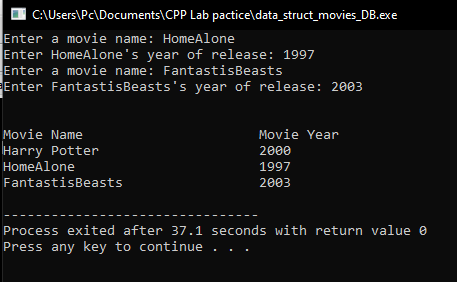 C:\Users\Pc\Documents\CPP Lab pactice\data_struct_movies_DB.exe
Enter a movie name: HomeAlone
Enter HomeAlone's year of release: 1997
Enter a movie name: FantastisBeasts
Enter FantastisBeasts's year of release: 2003
Movie Name Movie Year
Harry Potter 2000
HomeAlone 1997
FantastisBeasts 2003
--------------------------------
Process exited after 37.1 seconds with return value 0
Press any key to continue . . .